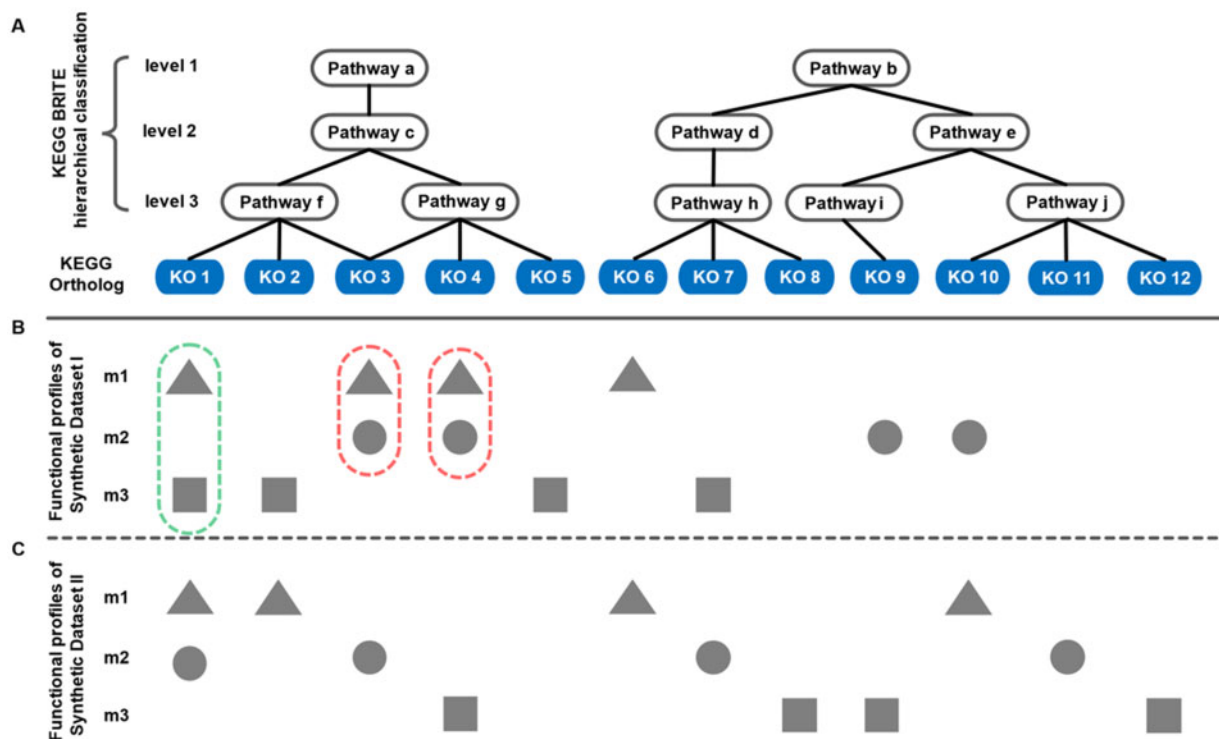 A
KEGG BRITE
hierarchical classification
level 1
Pathway a
Pathway b
level 2
Pathway c
Pathway d
Pathway e
level 3
Pathway f
Pathway g
Pathway h
Pathway i
Pathway j
KEGG
Ortholog
KO 1
KO 2
KO 3
KO 4
KO 5
KO 6
KO 7
KO 8
KO 9
KO 10
KO 11
KO 12
B
Functional profiles of
Synthetic Dataset I
m1
m2
m3
C
Functional profiles of
Synthetic Dataset II
m1
m2
m3